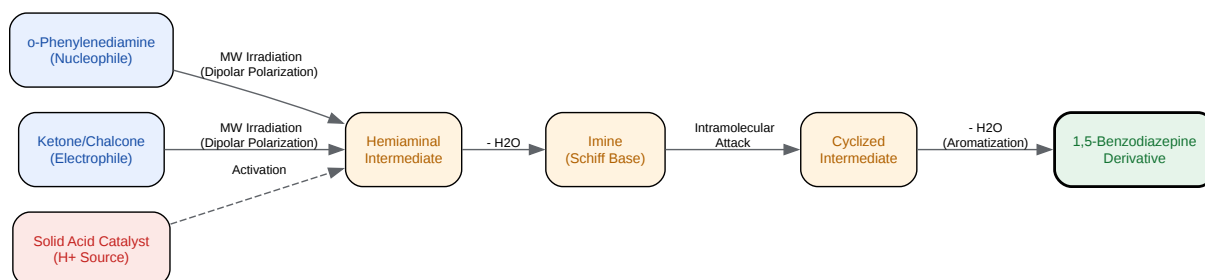 o-Phenylenediamine
(Nucleophile)
MW Irradiation
(Dipolar Polarization)
Ketone/Chalcone
(Electrophile)
MW Irradiation
(Dipolar Polarization)
Activation
Solid Acid Catalyst
(H+ Source)
Hemiaminal
Intermediate
- H2O
Imine
(Schiff Base)
Intramolecular
Attack
Cyclized
Intermediate
- H2O
(Aromatization)
1,5-Benzodiazepine
Derivative